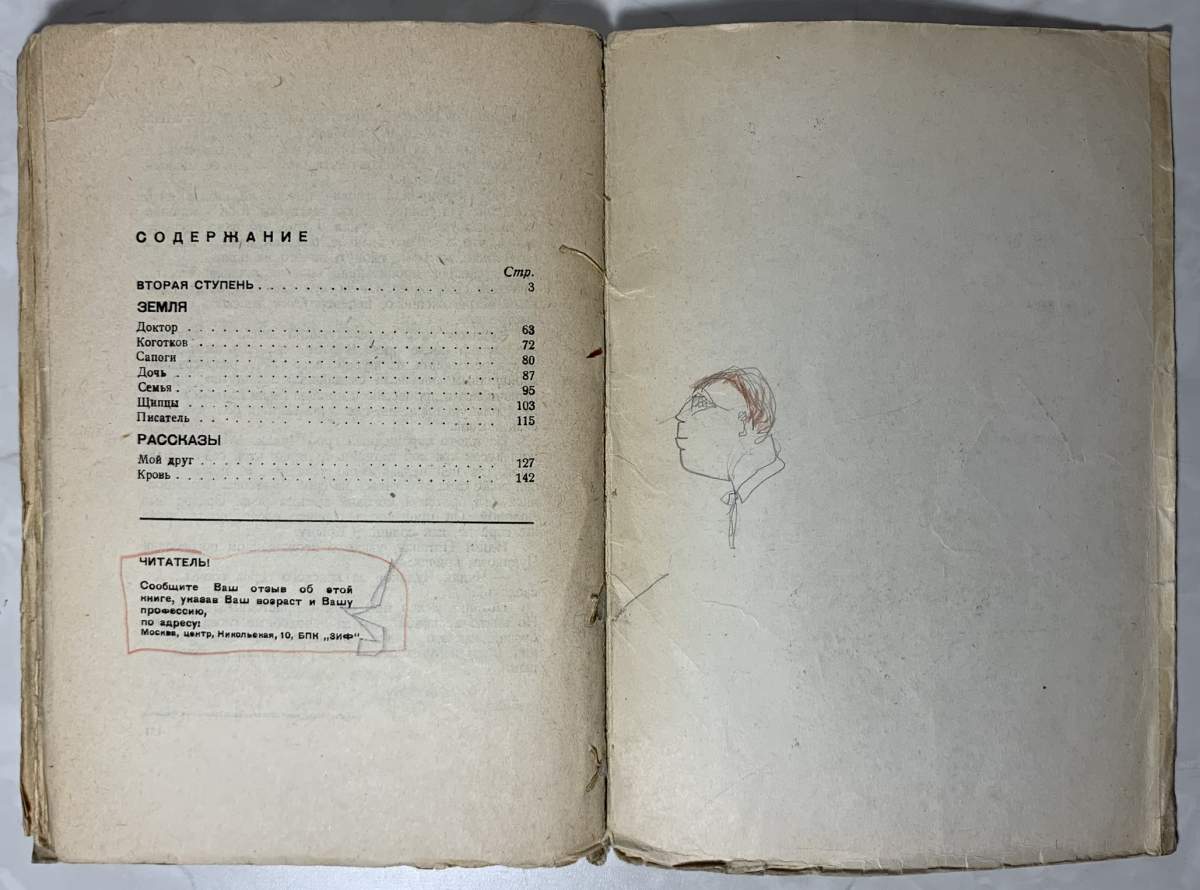 СОДЕРЖАНИЕ
Стр.
ВТОРАЯ СТУПЕНЬ . . . . . . . . . . . . . . . . . . . 3
ЗЕМЛЯ
Доктор . . . . . . . . . . . . . . . . . . . . . . . . . . 63
Коготков . . . . . . . . . . . . . . . . . . . . . . . . . 72
Сапоги . . . . . . . . . . . . . . . . . . . . . . . . . . 80
Дочь . . . . . . . . . . . . . . . . . . . . . . . . . . . 87
Семья . . . . . . . . . . . . . . . . . . . . . . . . . . 95
Щипцы . . . . . . . . . . . . . . . . . . . . . . . . . . 103
Писатель . . . . . . . . . . . . . . . . . . . . . . . . . 115
РАССКАЗЫ
Мой друг . . . . . . . . . . . . . . . . . . . . . . . . . 127
Кровь . . . . . . . . . . . . . . . . . . . . . . . . . . 142
ЧИТАТЕЛЬ!
Сообщите Ваш отзыв об этой
книге, указав Ваш возраст и Вашу
профессию,
по адресу:
Москва, центр, Никольская, 10, БПК „ЗИФ“.